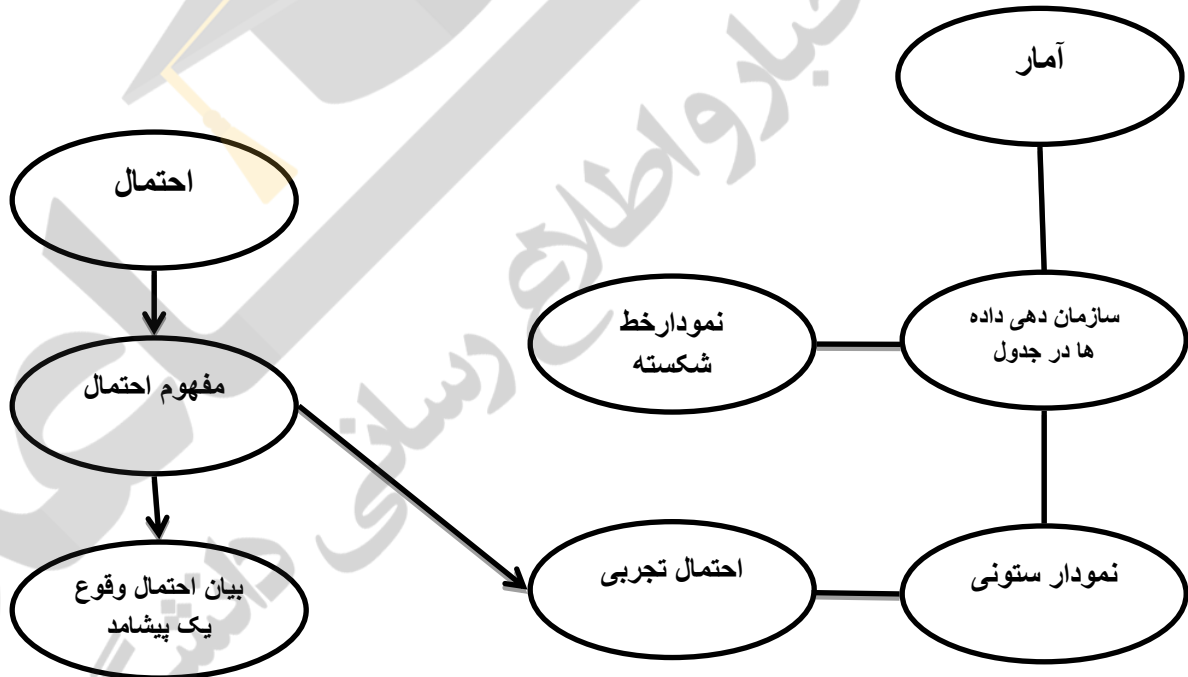 آمار
احتمال
سازمان دهی داده
ها در جدول
نمودارخط
شکسته
مفهوم احتمال
نمودار ستونی
احتمال تجربی
بیان احتمال وقوع
یک پیشامد